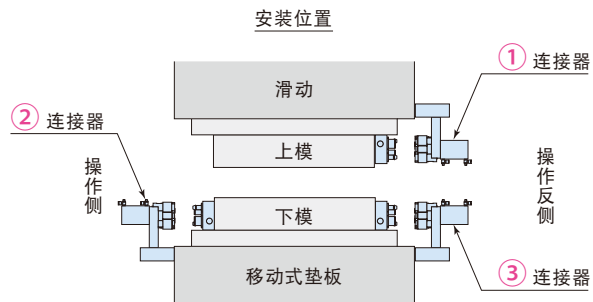 安装位置
① 连接器
滑动
② 连接器
上模
操作侧
操作反侧
下模
移动式垫板
③ 连接器